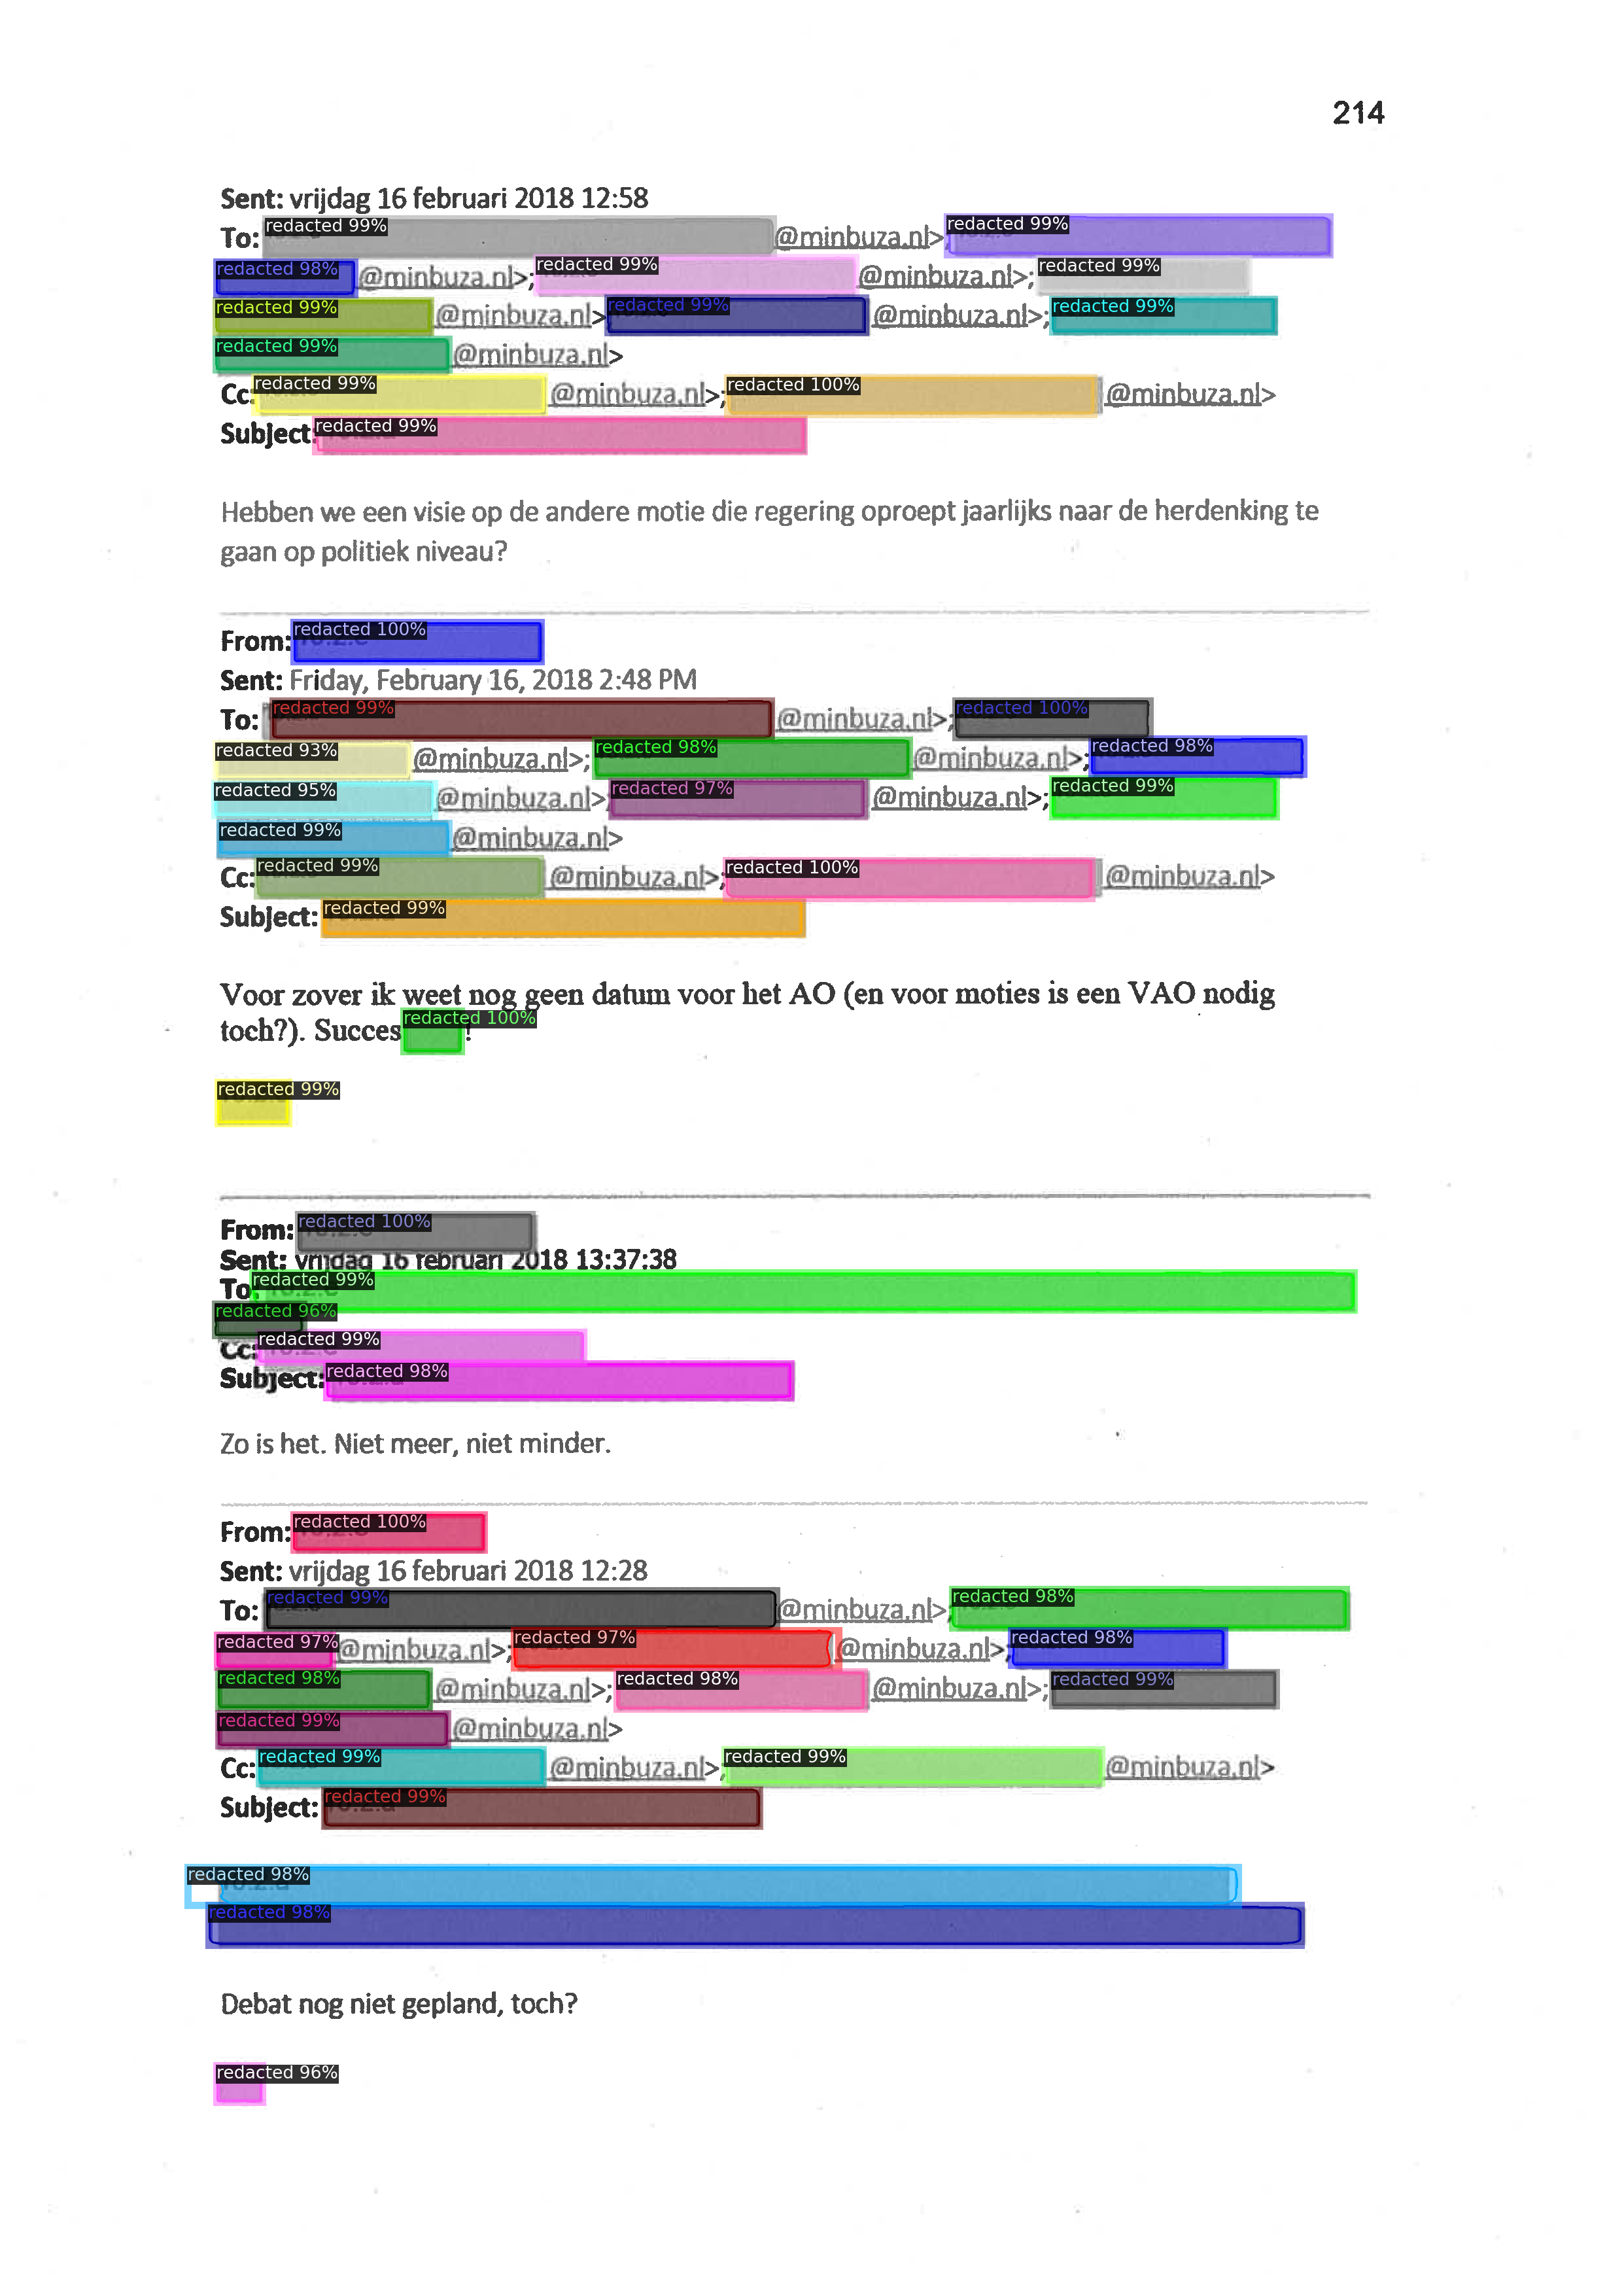 214
Sent: vrijdag 16 februari 2018 12:58
To: redacted 99% @minbuza.nl> redacted 99%
redacted 98% @minbuza.nl>; redacted 99% @minbuza.nl>; redacted 99%
redacted 99% @minbuza.nl> redacted 99% @minbuza.nl>; redacted 99%
redacted 99% @minbuza.nl>
Cc: redacted 99% @minbuza.nl>; redacted 100% @minbuza.nl>
Subject: redacted 99%
Hebben we een visie op de andere motie die regering oproept jaarlijks naar de herdenking te
gaan op politiek niveau?
From: redacted 100%
Sent: Friday, February 16, 2018 2:48 PM
To: redacted 99% @minbuza.nl>; redacted 100%
redacted 93% @minbuza.nl>; redacted 98% @minbuza.nl>; redacted 98%
redacted 95% @minbuza.nl> redacted 97% @minbuza.nl>; redacted 99%
redacted 99% @minbuza.nl>
Cc: redacted 99% @minbuza.nl>; redacted 100% @minbuza.nl>
Subject: redacted 99%
Voor zover ik weet nog geen datum voor het AO (en voor moties is een VAO nodig
toch?). Succes redacted 100% !
redacted 99%
From: redacted 100%
Sent: vrijdag 16 februari 2018 13:37:38
To: redacted 99%
redacted 96%
Cc: redacted 99%
Subject: redacted 98%
Zo is het. Niet meer, niet minder.
From: redacted 100%
Sent: vrijdag 16 februari 2018 12:28
To: redacted 99% @minbuza.nl>; redacted 98%
redacted 97% @minbuza.nl>; redacted 97% @minbuza.nl>; redacted 98%
redacted 98% @minbuza.nl>; redacted 98% @minbuza.nl>; redacted 99%
redacted 99% @minbuza.nl>
Cc: redacted 99% @minbuza.nl>; redacted 99% @minbuza.nl>
Subject: redacted 99%
redacted 98%
redacted 98%
Debat nog niet gepland, toch?
redacted 96%